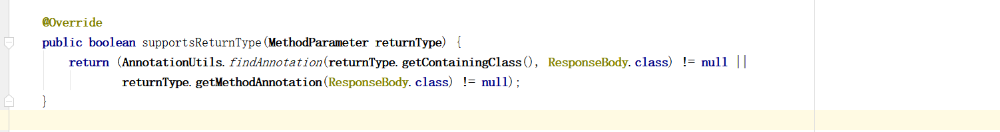 @Override
public boolean supportsReturnType(MethodParameter returnType) {
    return (AnnotationUtils.findAnnotation(returnType.getContainingClass(), ResponseBody.class) != null ||
            returnType.getMethodAnnotation(ResponseBody.class) != null);
}